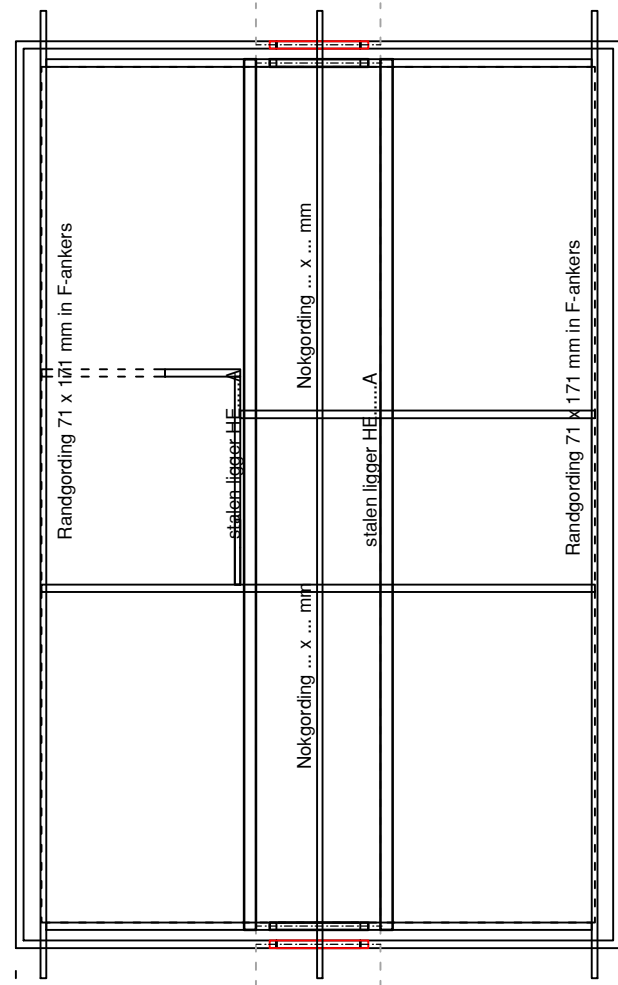 Randgording 71 x 171 mm in F-ankers
stalen ligger HE.......A
Nokgording ... x ... mm
Nokgording ... x ... mm
stalen ligger HE.......A
Randgording 71 x 171 mm in F-ankers